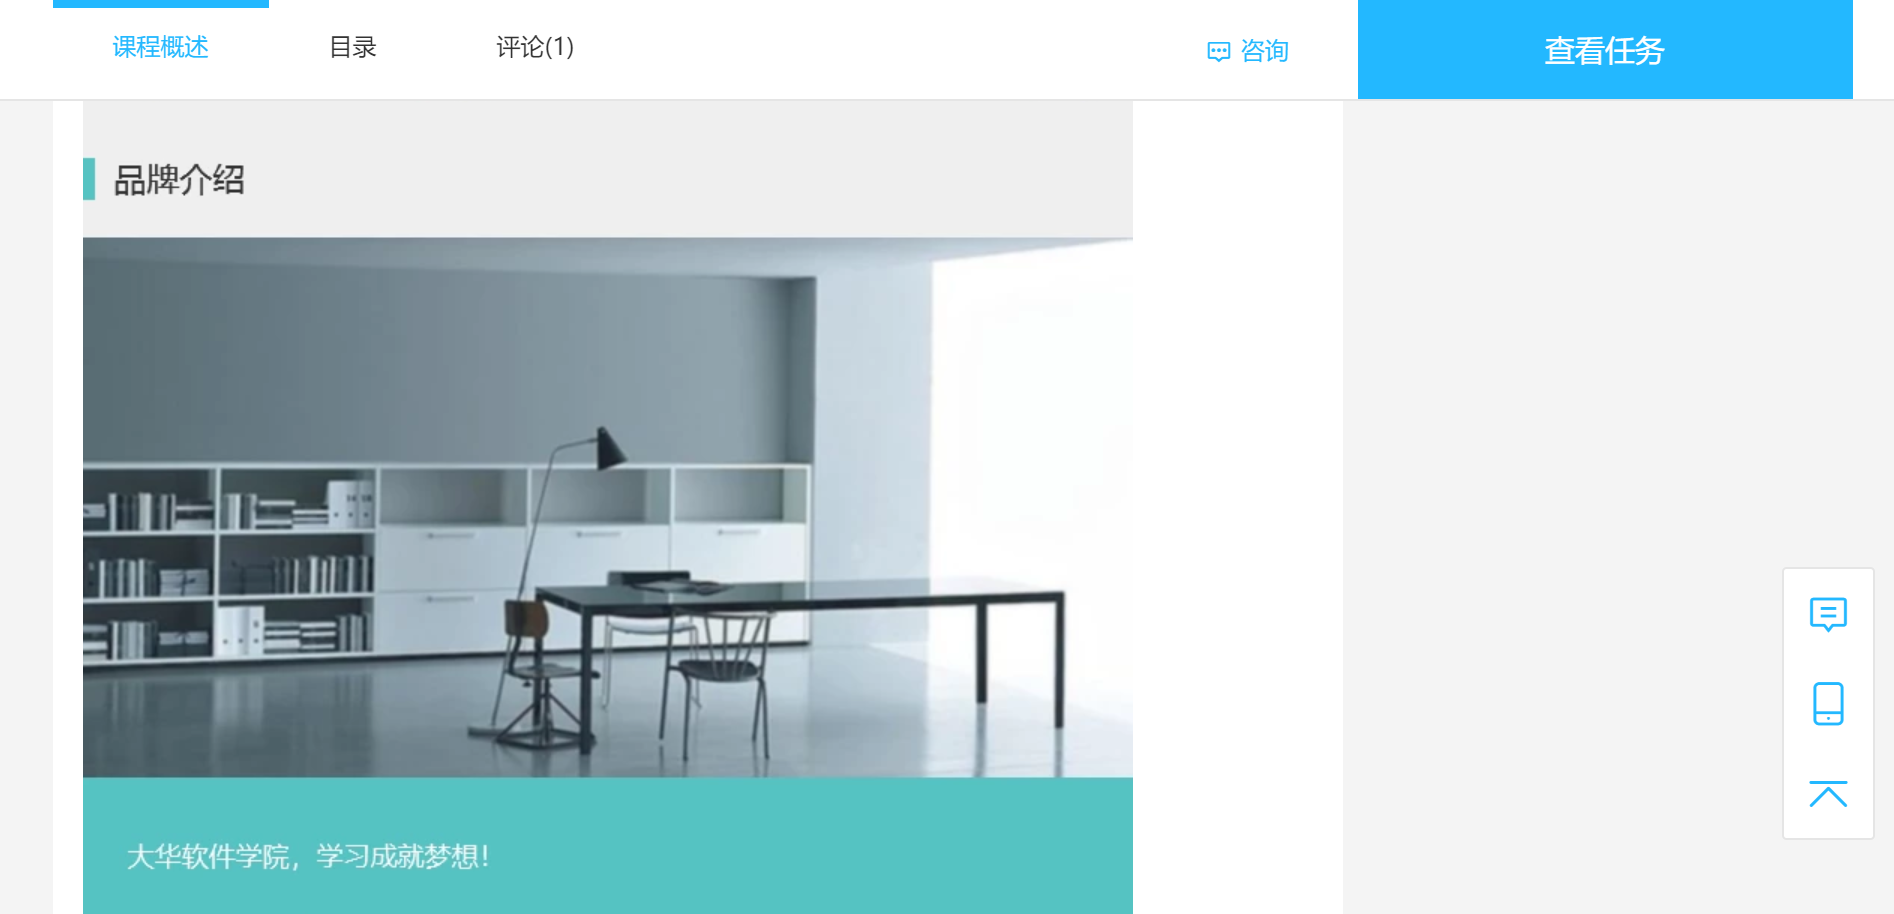 课程概述
目录
评论(1)
咨询
查看任务
品牌介绍
大华软件学院，学习成就梦想！